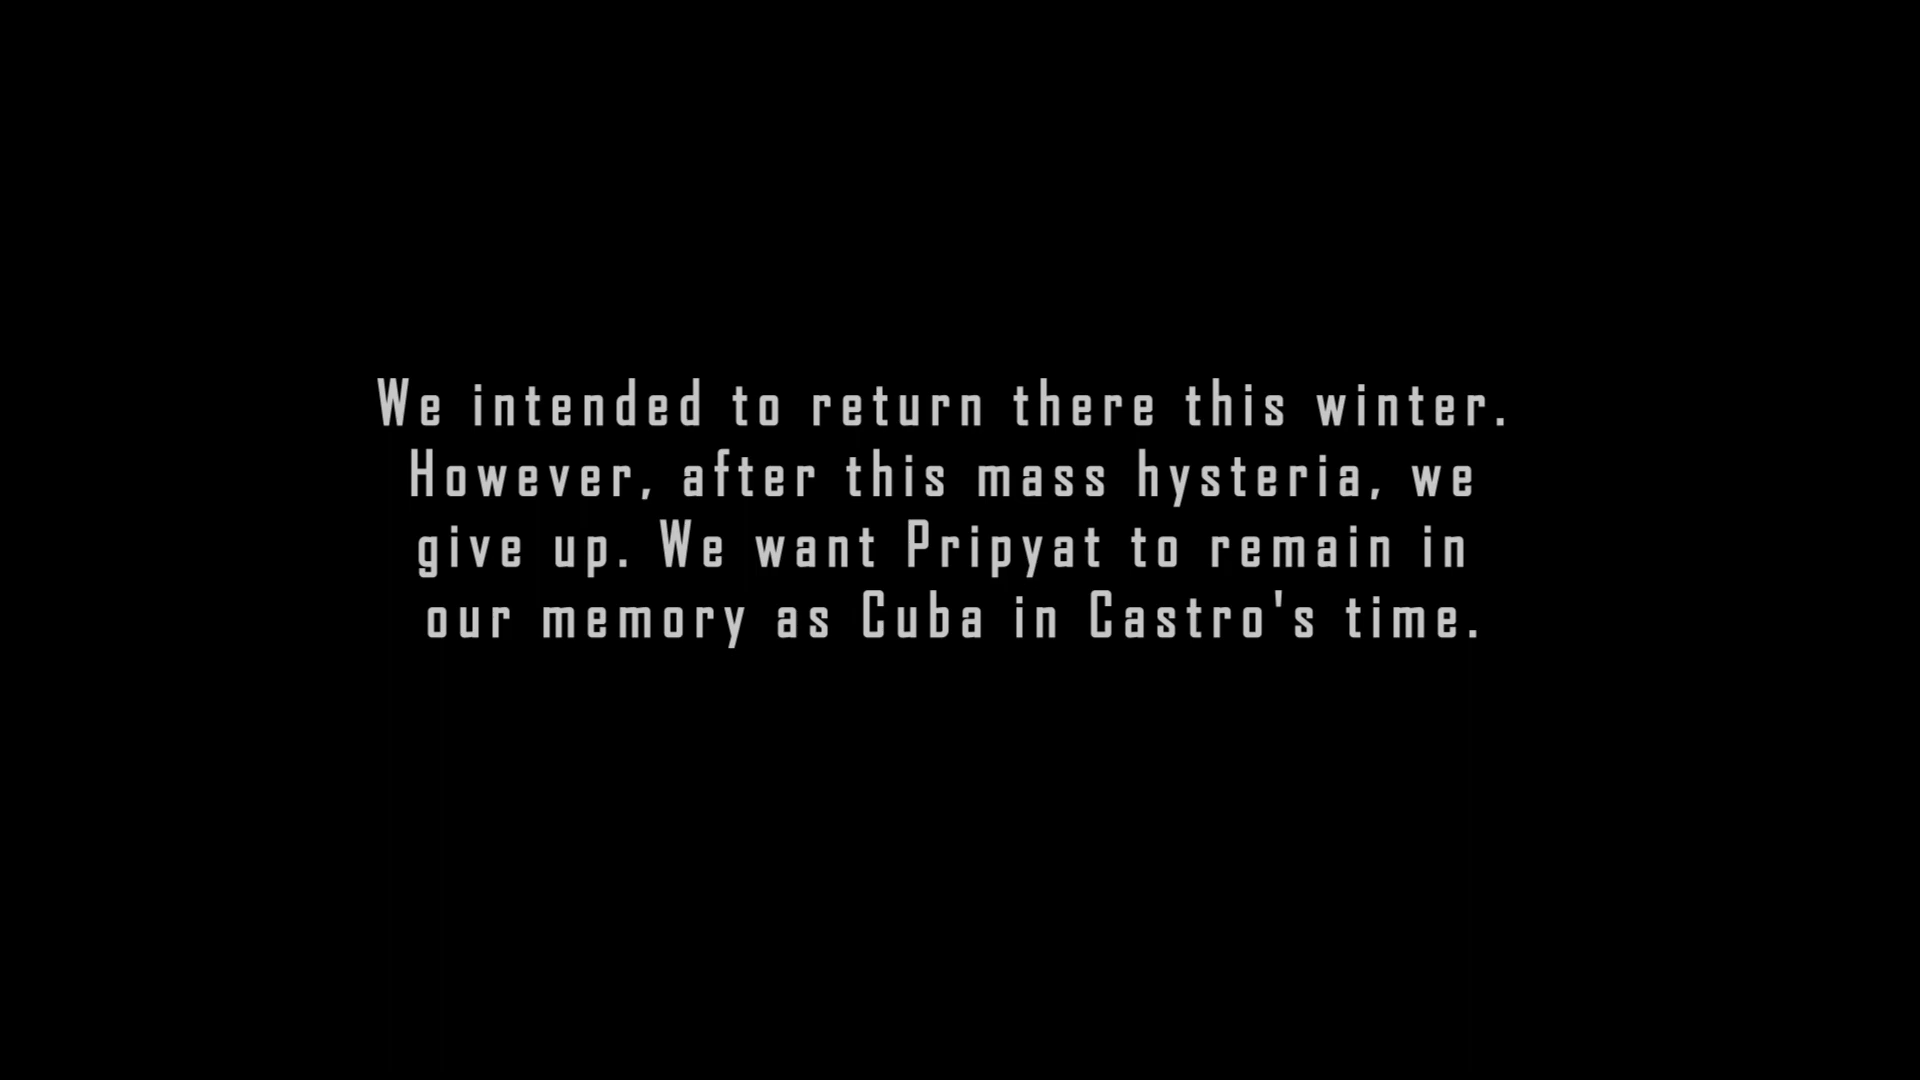 We intended to return there this winter.
However, after this mass hysteria, we
give up. We want Pripyat to remain in
our memory as Cuba in Castro's time.